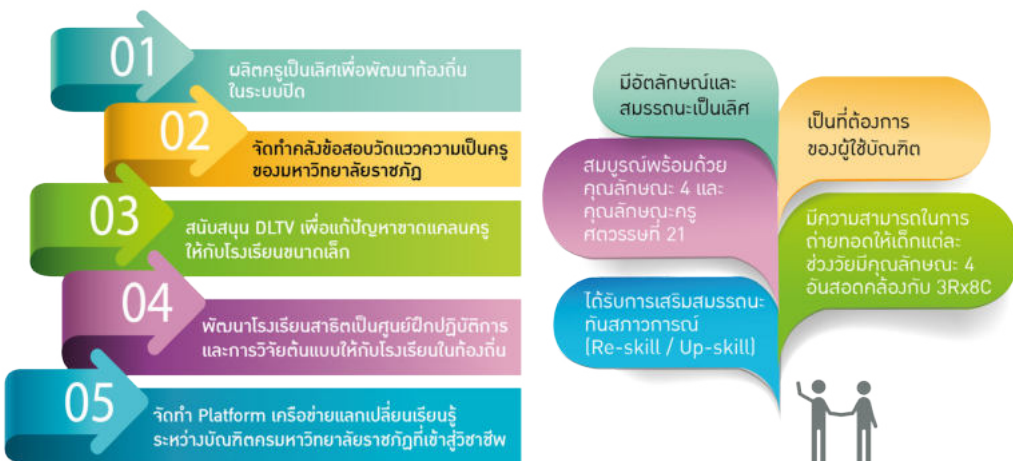 01
ผลิตครูเป็นเลิศเพื่อพัฒนาท้องถิ่น
ในระบบปิด
02
จัดทำคลังข้อสอบวัดแววความเป็นครู
ของมหาวิทยาลัยราชภัฏ
03
สนับสนุน DLTV เพื่อแก้ปัญหาขาดแคลนครู
ให้กับโรงเรียนขนาดเล็ก
04
พัฒนาโรงเรียนสาธิตเป็นศูนย์ฝึกปฏิบัติการ
และการวิจัยต้นแบบให้กับโรงเรียนในท้องถิ่น
05
จัดทำ Platform เครือข่ายแลกเปลี่ยนเรียนรู้
ระหว่างบัณฑิตครุมหาวิทยาลัยราชภัฏที่เข้าสู่วิชาชีพ
มีอัตลักษณ์และ
สมรรถนะเป็นเลิศ
เป็นที่ต้องการ
ของผู้ใช้บัณฑิต
สมบูรณ์พร้อมด้วย
คุณลักษณะ 4 และ
คุณลักษณะครู
ศตวรรษที่ 21
มีความสามารถในการ
ถ่ายทอดให้เด็กแต่ละ
ช่วงวัยมีคุณลักษณะ 4
อันสอดคล้องกับ 3Rx8C
ได้รับการเสริมสมรรถนะ
ทันสภาวการณ์
(Re-skill / Up-skill)